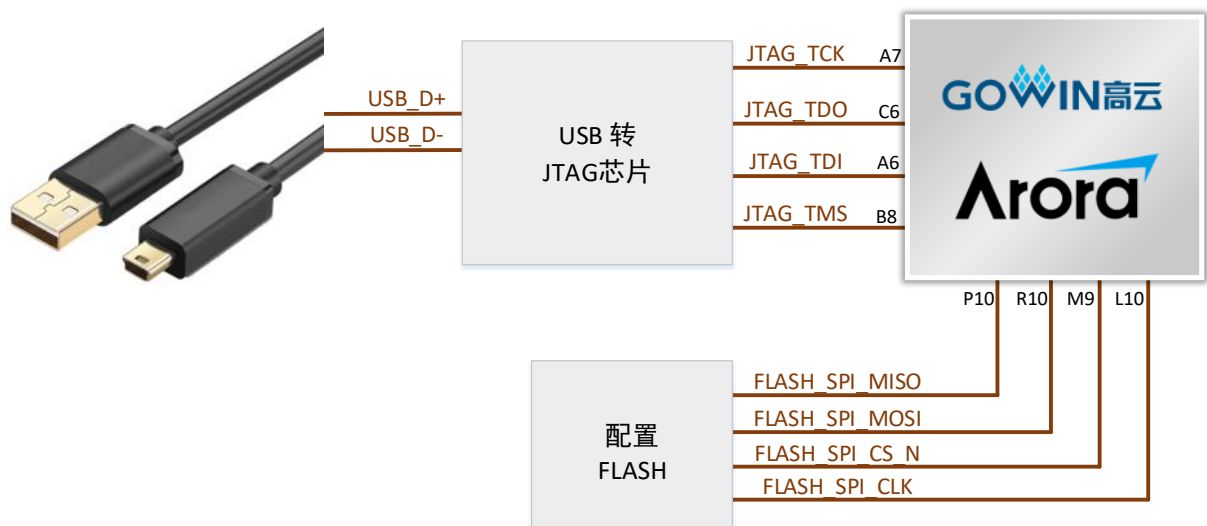 USB_D+
USB_D-
USB 转
JTAG芯片
JTAG_TCK A7
JTAG_TDO C6
JTAG_TDI A6
JTAG_TMS B8
GOWIN高云
Arora
P10 R10 M9 L10
配置
FLASH
FLASH_SPI_MISO
FLASH_SPI_MOSI
FLASH_SPI_CS_N
FLASH_SPI_CLK